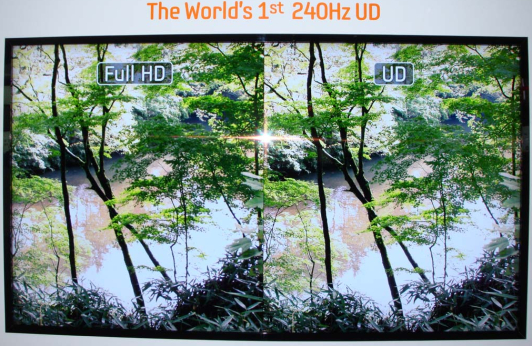 The World's 1st 240Hz UD
Full HD
UD